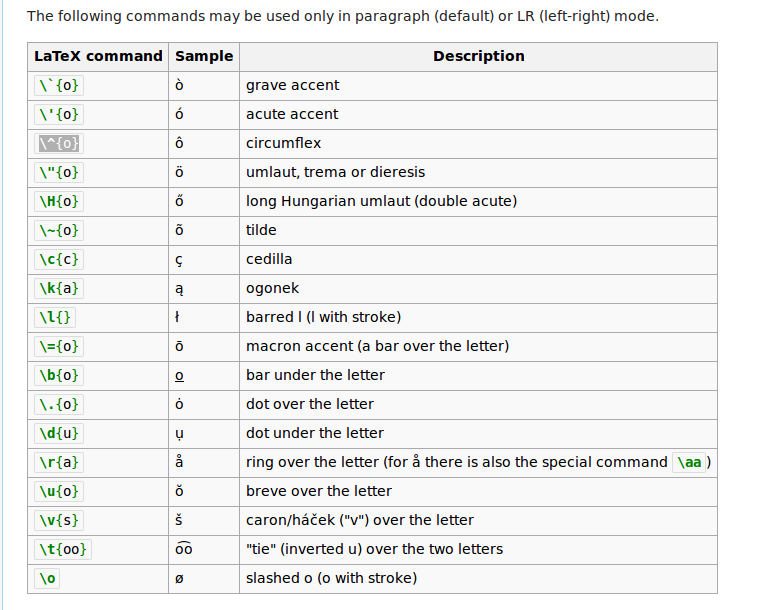 The following commands may be used only in paragraph (default) or LR (left-right) mode.
LaTeX command Sample Description
\`{o} ò grave accent
\'{o} ó acute accent
\^{o} ô circumflex
\"{o} ö umlaut, trema or dieresis
\H{o} ő long Hungarian umlaut (double acute)
\~{o} õ tilde
\c{c} ç cedilla
\k{a} ą ogonek
\l{} ł barred l (l with stroke)
\={o} ō macron accent (a bar over the letter)
\b{o} o̲ bar under the letter
\.{o} ȯ dot over the letter
\d{u} ụ dot under the letter
\r{a} å ring over the letter (for å there is also the special command \aa )
\u{o} ŏ breve over the letter
\v{s} š caron/háček ("v") over the letter
\t{oo} o͡o "tie" (inverted u) over the two letters
\o ø slashed o (o with stroke)